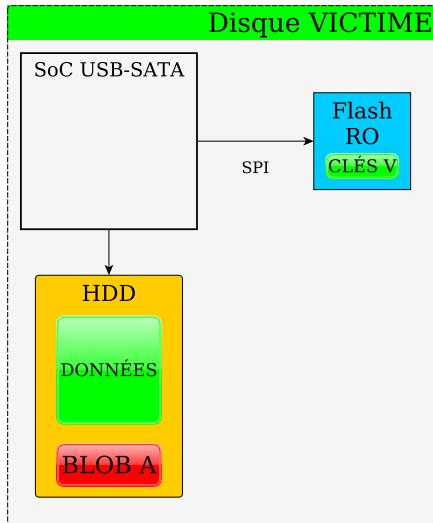 Disque VICTIME
SoC USB-SATA
Flash
RO
CLÉS V
SPI
HDD
DONNÉES
BLOB A